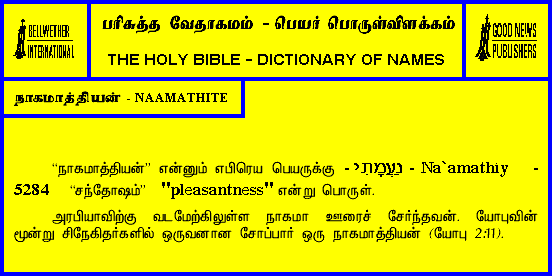 BELLWETHER
INTERNATIONAL
பரிசுத்த வேதாகமம் - பெயர் பொருள்விளக்கம்
THE HOLY BIBLE - DICTIONARY OF NAMES
GOOD NEWS
PUBLISHERS
நாகமாத்தியன் - NAAMATHITE
“நாகமாத்தியன்” என்னும் எபிரெய பெயருக்கு - נַעֲמָתִי - Na`amathiy -
5284 “சந்தோஷம்” "pleasantness" என்று பொருள்.
அரபியாவிற்கு வடமேற்கிலுள்ள நாகமா ஊரைச் சேர்ந்தவன். யோபுவின்
மூன்று சிநேகிதர்களில் ஒருவனான சோப்பார் ஒரு நாகமாத்தியன் (யோபு 2:11).